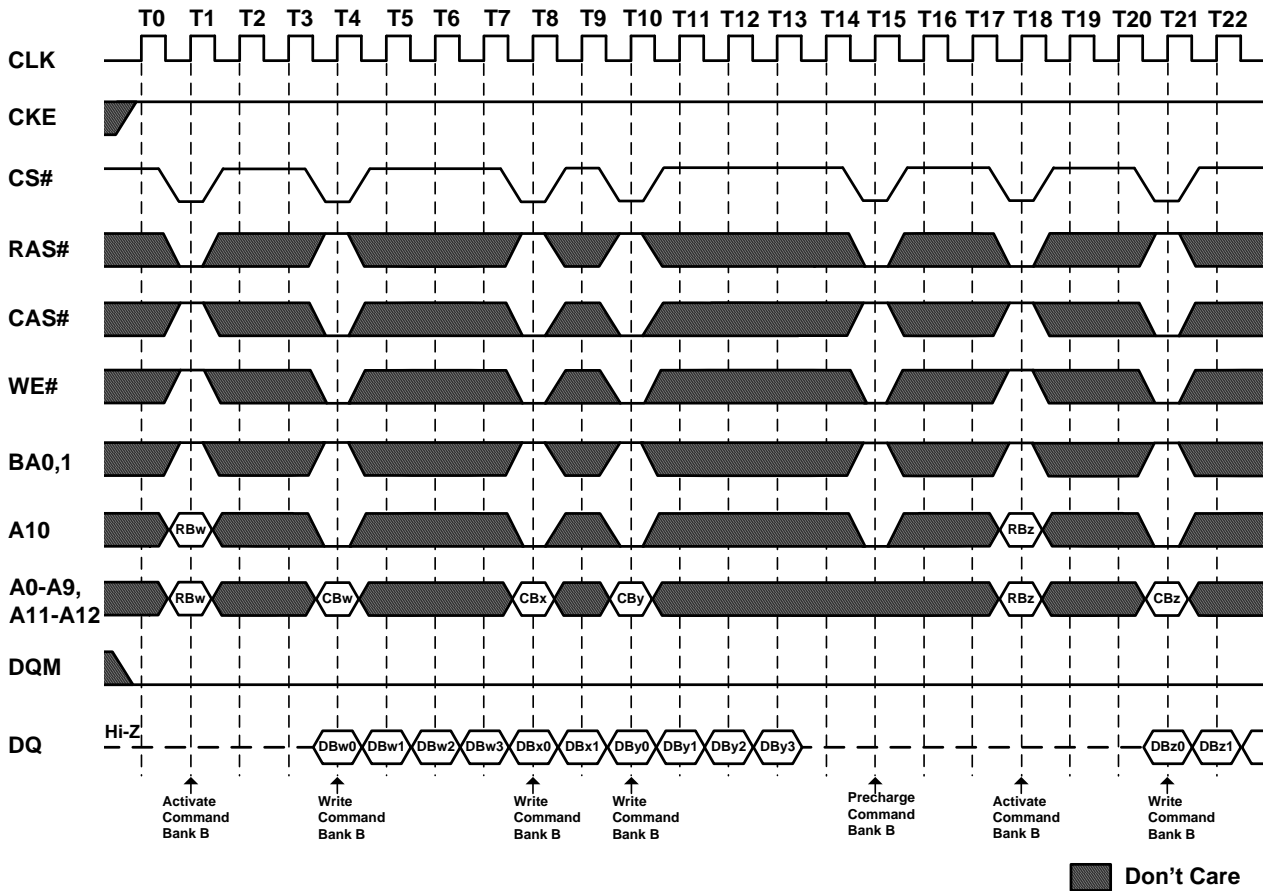 T0 T1 T2 T3 T4 T5 T6 T7 T8 T9 T10 T11 T12 T13 T14 T15 T16 T17 T18 T19 T20 T21 T22
CLK
CKE
CS#
RAS#
CAS#
WE#
BA0,1
A10
RBw RBz
A0-A9,
A11-A12
RBw CBw CBx CBy RBz CBz
DQM
DQ
Hi-Z
DBw0 DBw1 DBw2 DBw3 DBx0 DBx1 DBy0 DBy1 DBy2 DBy3 DBz0 DBz1
Activate
Command
Bank B
Write
Command
Bank B
Write
Command
Bank B
Write
Command
Bank B
Precharge
Command
Bank B
Activate
Command
Bank B
Write
Command
Bank B
Don't Care